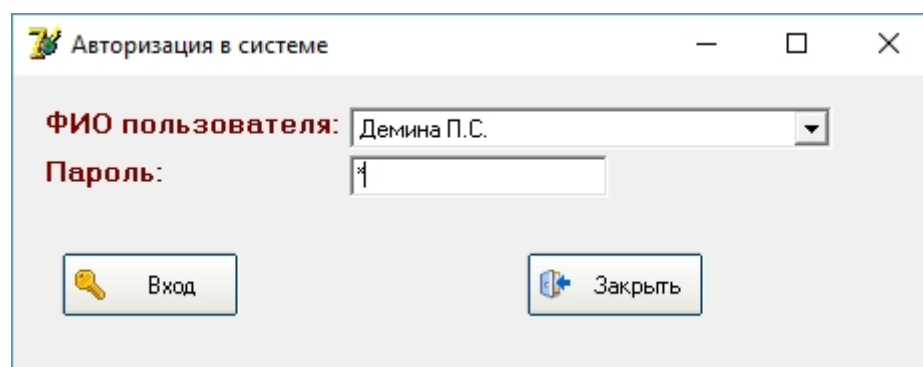 Авторизация в системе
ФИО пользователя: Демина П.С.
Пароль: *
Вход Закрыть